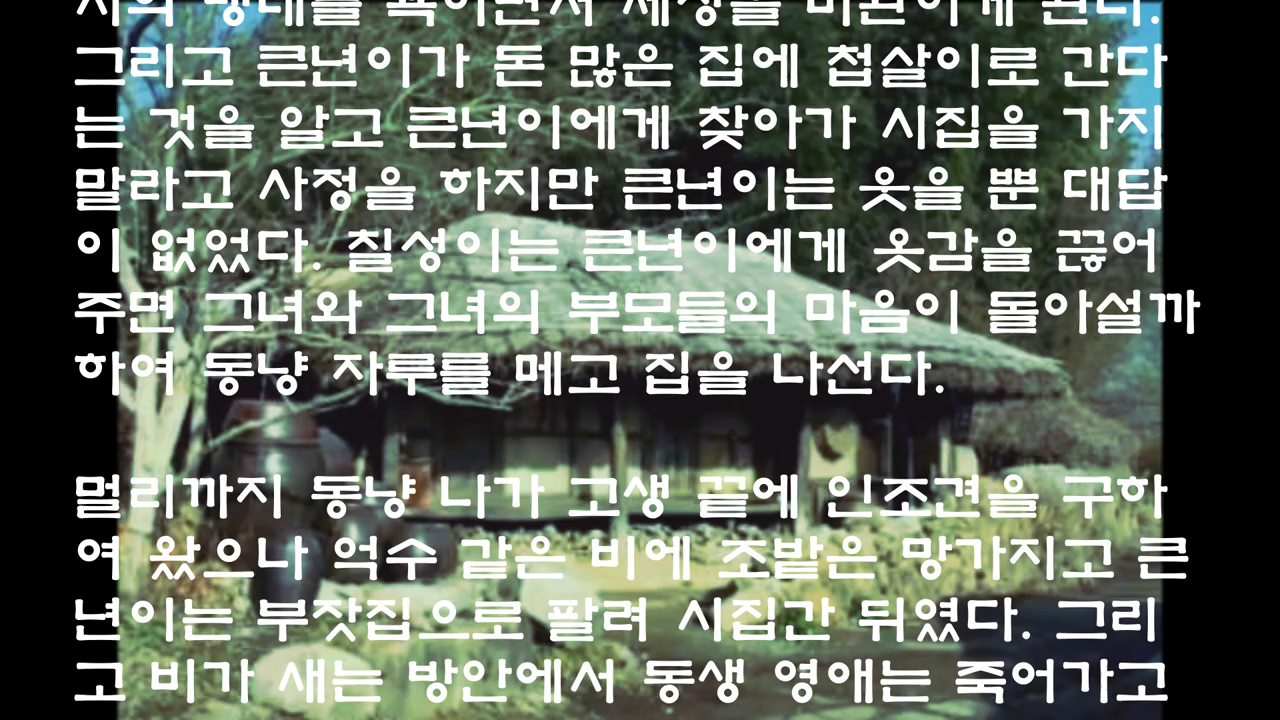 그리고 큰년이가 돈 많은 집에 첩살이로 간다
는 것을 알고 큰년이에게 찾아가 시집을 가지
말라고 사정을 하지만 큰년이는 웃을 뿐 대답
이 없었다. 칠성이는 큰년이에게 옷감을 끊어
주면 그녀와 그녀의 부모들의 마음이 돌아설까
하여 동냥 자루를 메고 집을 나선다.
멀리까지 동냥 나가 고생 끝에 인조견을 구하
여 왔으나 억수 같은 비에 조밭은 망가지고 큰
년이는 부잣집으로 팔려 시집간 뒤였다. 그리
고 비가 새는 방안에서 동생 영애는 죽어가고